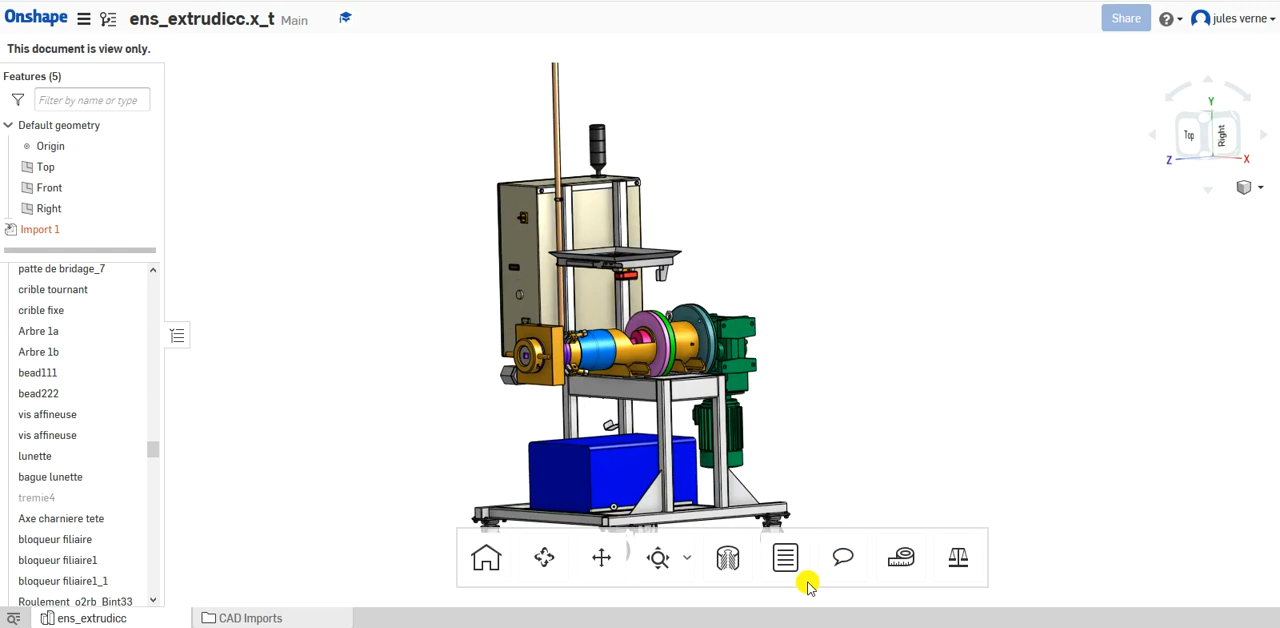 Onshape ens_extrudicc.x_t Main Share jules verne
This document is view only.
Features (5)
Filter by name or type
Default geometry
Origin
Top
Front
Right
Import 1
patte de bridage_7
crible tournant
crible fixe
Arbre 1a
Arbre 1b
bead111
bead222
vis affineuse
vis affineuse
lunette
bague lunette
tremie4
Axe charniere tete
bloqueur filiaire
bloqueur filiaire1
bloqueur filiaire1_1
Roulement_o2rb_Bint33
Y
Top Right
Z X
ens_extrudicc CAD Imports